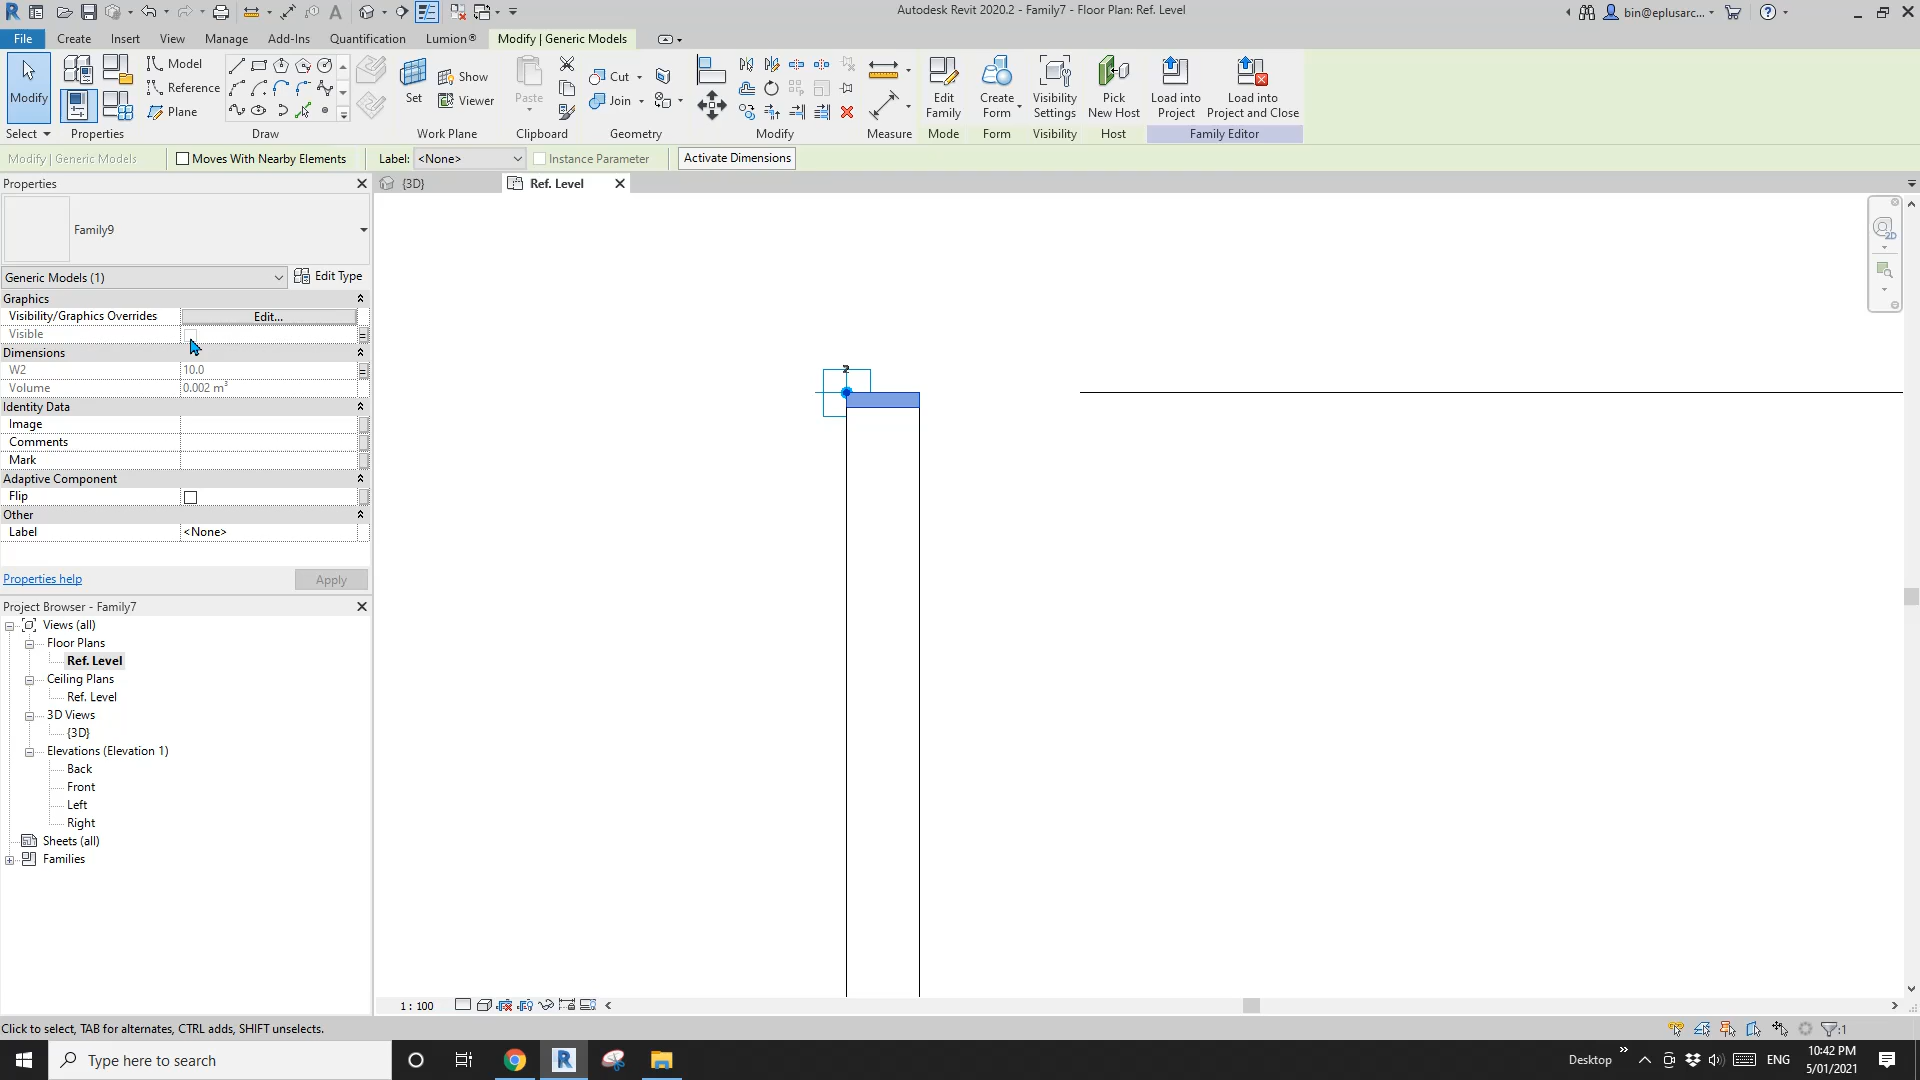 Autodesk Revit 2020.2 - Family7 - Floor Plan: Ref. Level
bin@eplusarc...
File Create Insert View Manage Add-Ins Quantification Lumion® Modify | Generic Models
Modify
Model
Reference
Plane
Set
Show
Viewer
Paste
Cut
Join
Edit Family
Create Form
Visibility Settings
Pick New Host
Load into Project
Load into Project and Close
Select Properties Draw Work Plane Clipboard Geometry Modify Measure Mode Form Visibility Host Family Editor
Modify | Generic Models Moves With Nearby Elements Label: <None> Instance Parameter Activate Dimensions
Properties
{3D}
Ref. Level
Family9
Generic Models (1) Edit Type
Graphics
Visibility/Graphics Overrides Edit...
Visible
Dimensions
W2 10.0
Volume 0.002 m³
Identity Data
Image
Comments
Mark
Adaptive Component
Flip
Other
Label <None>
Properties help Apply
2
2D
Project Browser - Family7
Views (all)
Floor Plans
Ref. Level
Ceiling Plans
Ref. Level
3D Views
{3D}
Elevations (Elevation 1)
Back
Front
Left
Right
Sheets (all)
Families
1 : 100
Click to select, TAB for alternates, CTRL adds, SHIFT unselects.
:1
Type here to search
Desktop
ENG
10:42 PM
5/01/2021